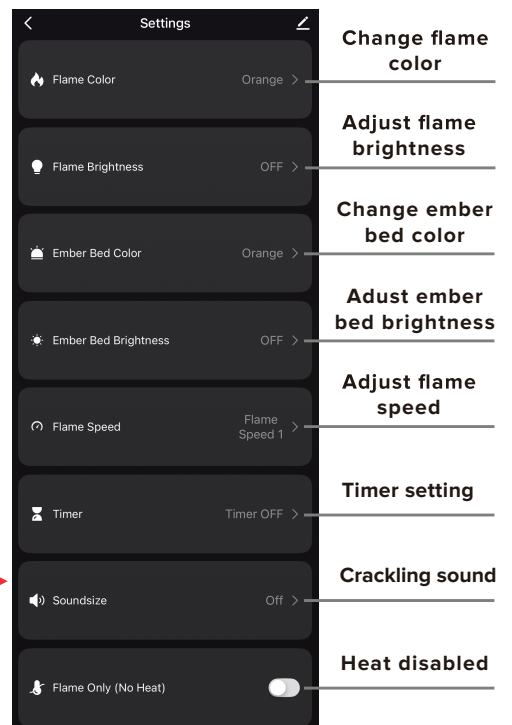 Settings
Change flame
color
Flame Color
Orange
Adjust flame
brightness
Flame Brightness
OFF
Change ember
bed color
Ember Bed Color
Orange
Adust ember
bed brightness
Ember Bed Brightness
OFF
Adjust flame
speed
Flame Speed
Flame
Speed 1
Timer setting
Timer
Timer OFF
Crackling sound
Soundsize
Off
Heat disabled
Flame Only (No Heat)